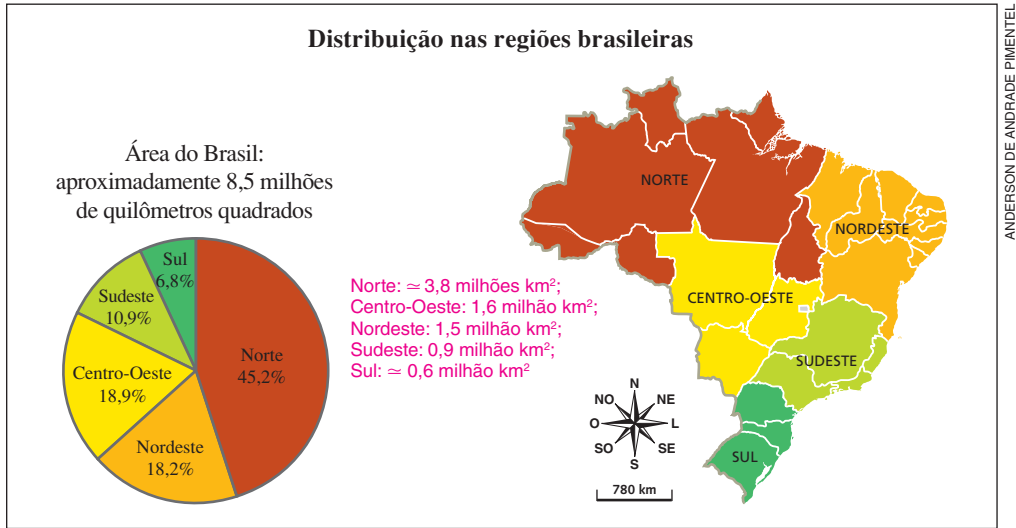 Distribuição nas regiões brasileiras
Área do Brasil:
aproximadamente 8,5 milhões
de quilômetros quadrados
Sul
6,8%
Sudeste
10,9%
Centro-Oeste
18,9%
Nordeste
18,2%
Norte
45,2%
Norte: ≃ 3,8 milhões km²;
Centro-Oeste: 1,6 milhão km²;
Nordeste: 1,5 milhão km²;
Sudeste: 0,9 milhão km²;
Sul: ≃ 0,6 milhão km²
NORTE
NORDESTE
CENTRO-OESTE
SUDESTE
SUL
N
NO NE
O L
SO SE
S
780 km
ANDERSON DE ANDRADE PIMENTEL